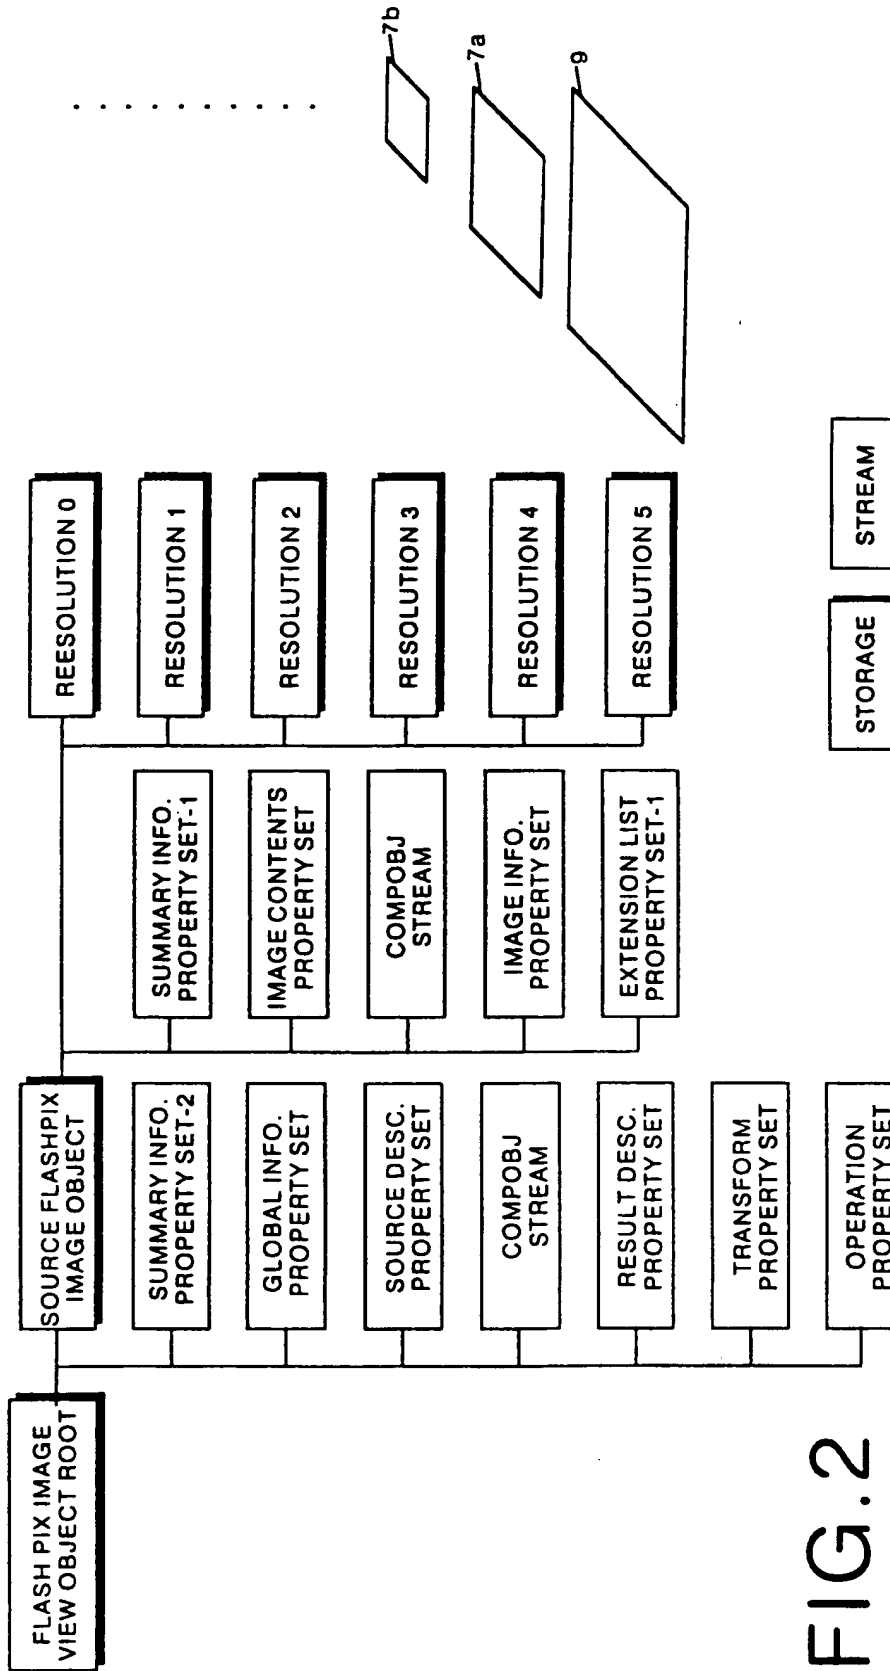 FLASH PIX IMAGE
VIEW OBJECT ROOT
SOURCE FLASHPIX
IMAGE OBJECT
SUMMARY INFO.
PROPERTY SET-2
GLOBAL INFO.
PROPERTY SET
SOURCE DESC.
PROPERTY SET
COMPOBJ
STREAM
RESULT DESC.
PROPERTY SET
TRANSFORM
PROPERTY SET
OPERATION
PROPERTY SET
SUMMARY INFO.
PROPERTY SET-1
IMAGE CONTENTS
PROPERTY SET
COMPOBJ
STREAM
IMAGE INFO.
PROPERTY SET
EXTENSION LIST
PROPERTY SET-1
REESOLUTION 0
RESOLUTION 1
RESOLUTION 2
RESOLUTION 3
RESOLUTION 4
RESOLUTION 5
7b
7a
9
STORAGE
STREAM
FIG.2